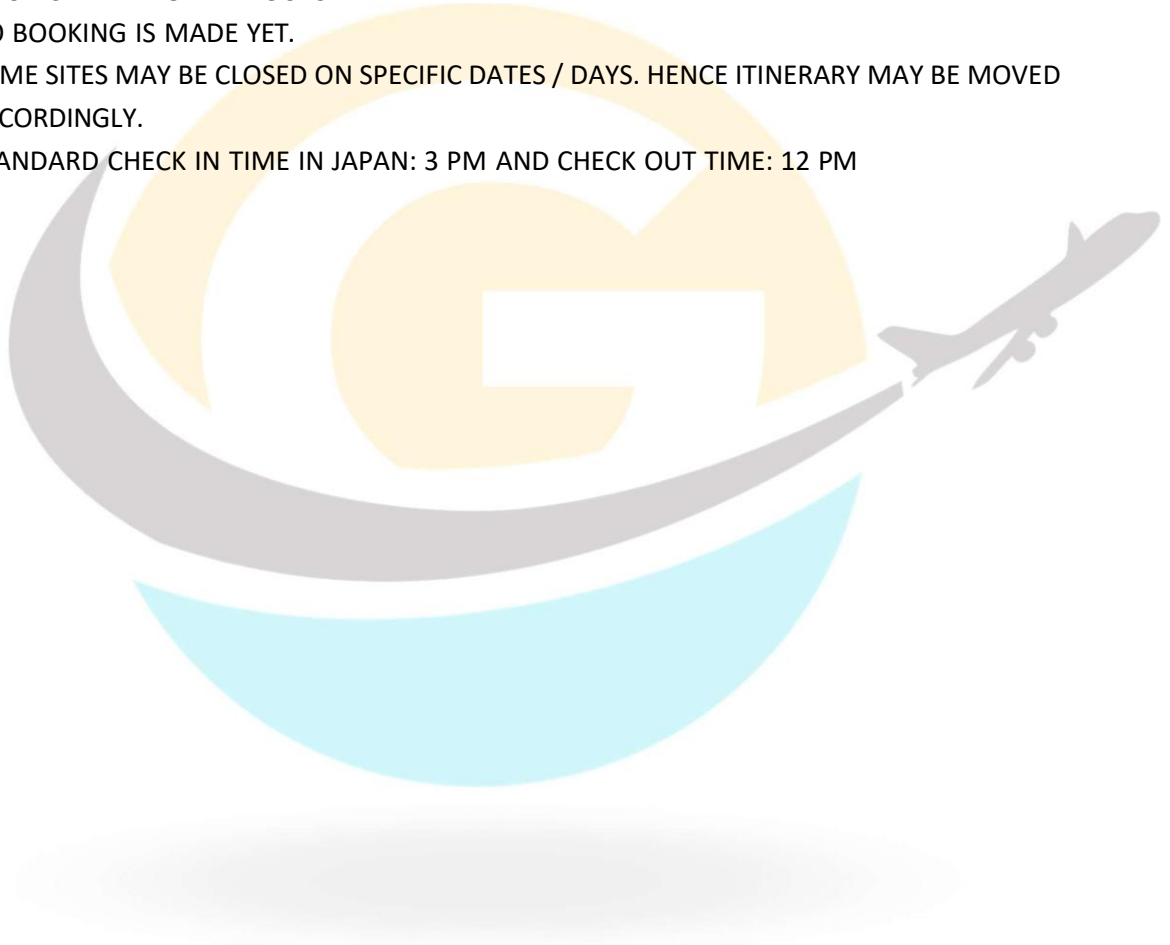 BOOKING IS MADE YET.
ME SITES MAY BE CLOSED ON SPECIFIC DATES / DAYS. HENCE ITINERARY MAY BE MOVED
CORDINGLY.
ANDARD CHECK IN TIME IN JAPAN: 3 PM AND CHECK OUT TIME: 12 PM